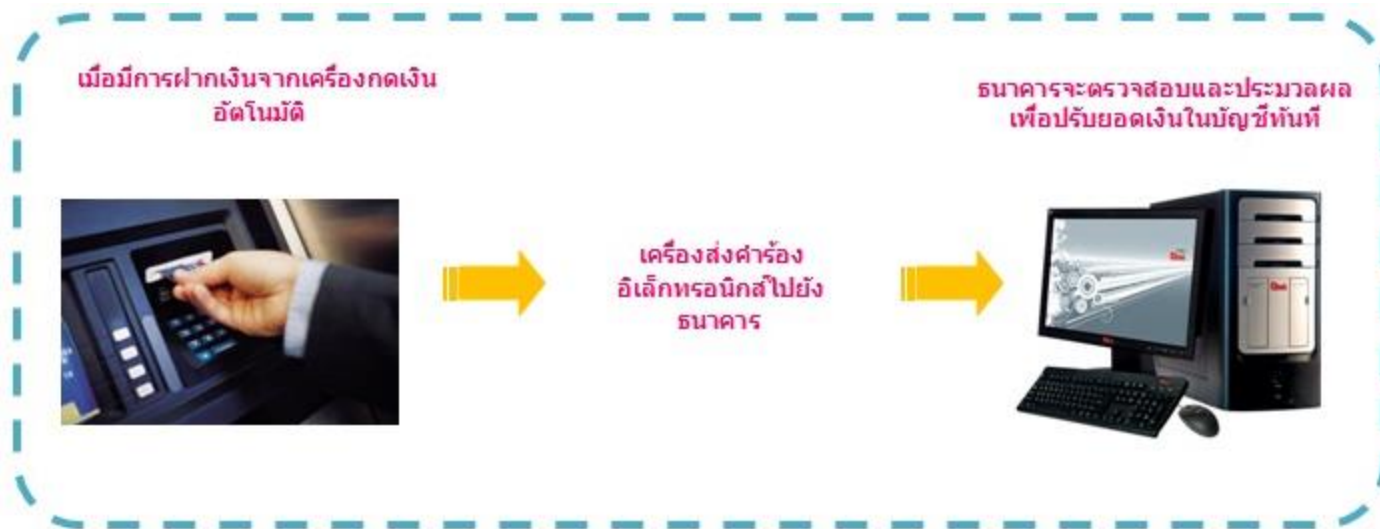 เมื่อมีการฝากเงินจากเครื่องกดเงิน
อัตโนมัติ
เครื่องส่งคำร้อง
อิเล็กทรอนิกส์ไปยัง
ธนาคาร
ธนาคารจะตรวจสอบและประมวลผล
เพื่อปรับยอดเงินในบัญชีทันที